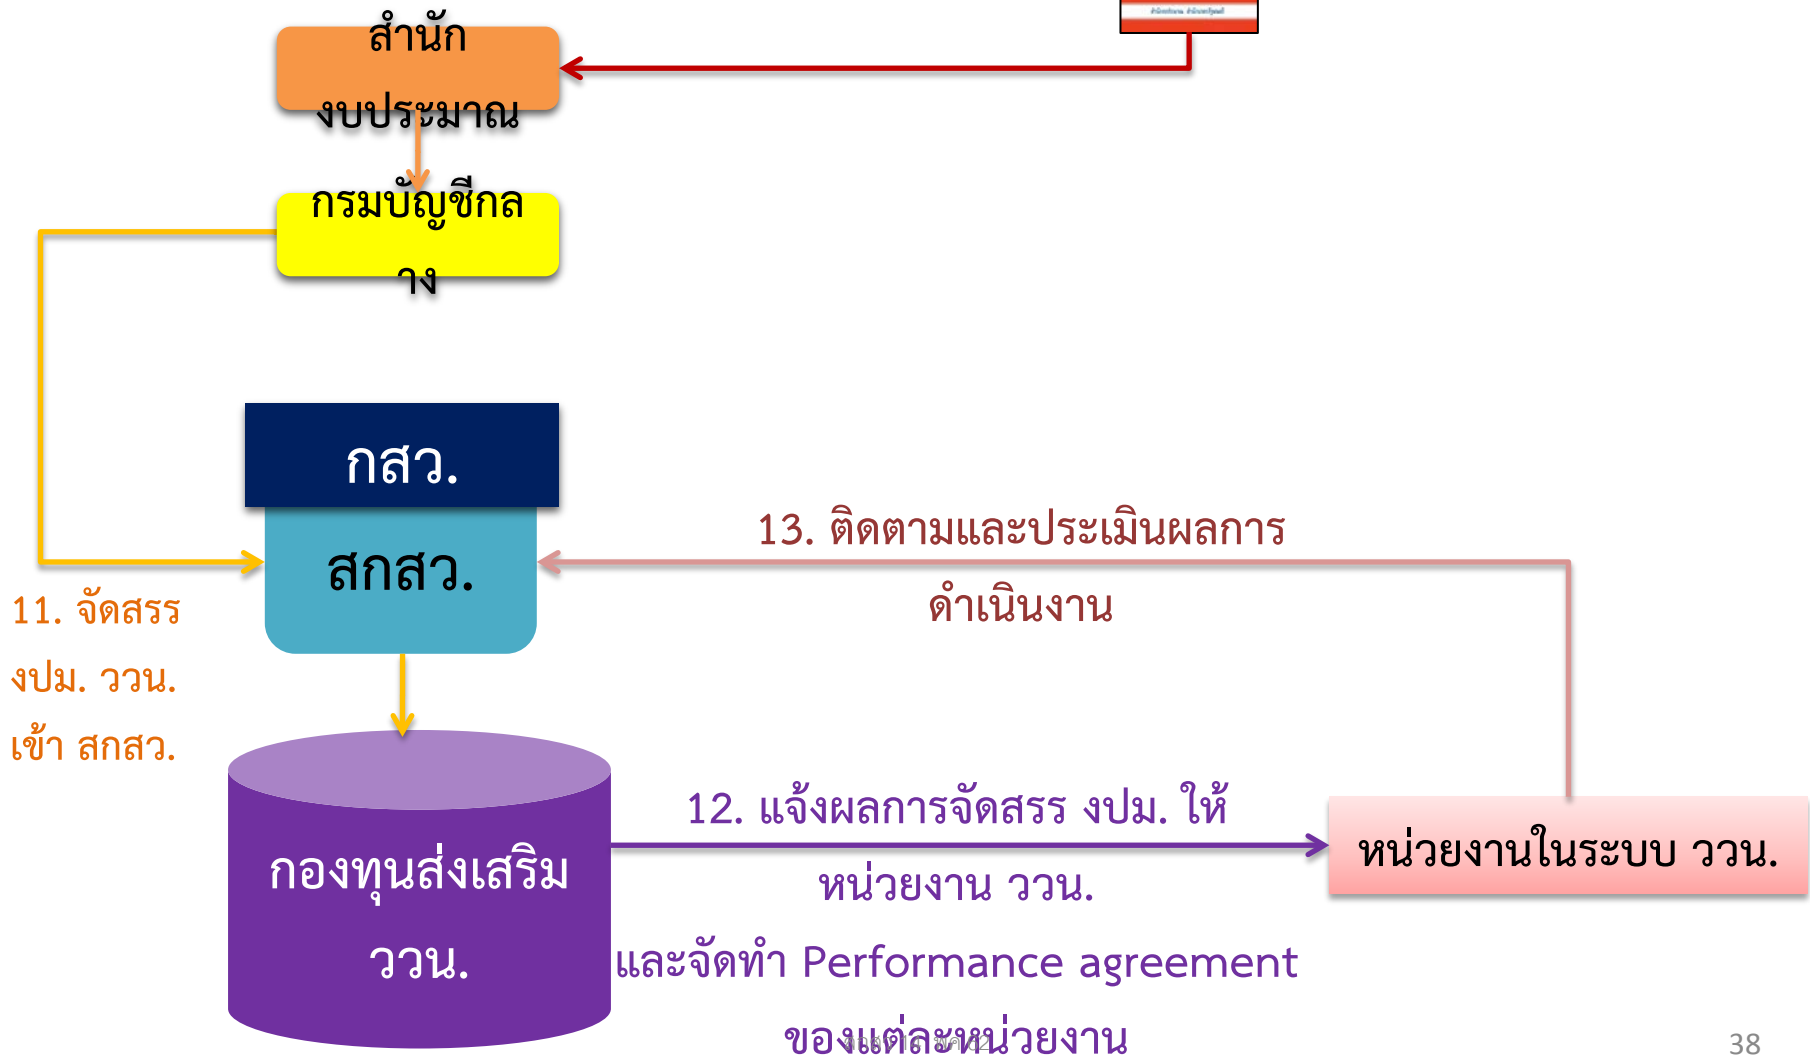 สำนัก
งบประมาณ
กรมบัญชีกล
าง
กสว.
สกสว.
13. ติดตามและประเมินผลการ
ดำเนินงาน
11. จัดสรร
งปม. ววน.
เข้า สกสว.
12. แจ้งผลการจัดสรร งปม. ให้
หน่วยงาน ววน.
และจัดทำ Performance agreement
ของแต่ละหน่วยงาน
กองทุนส่งเสริม
ววน.
หน่วยงานในระบบ ววน.
38